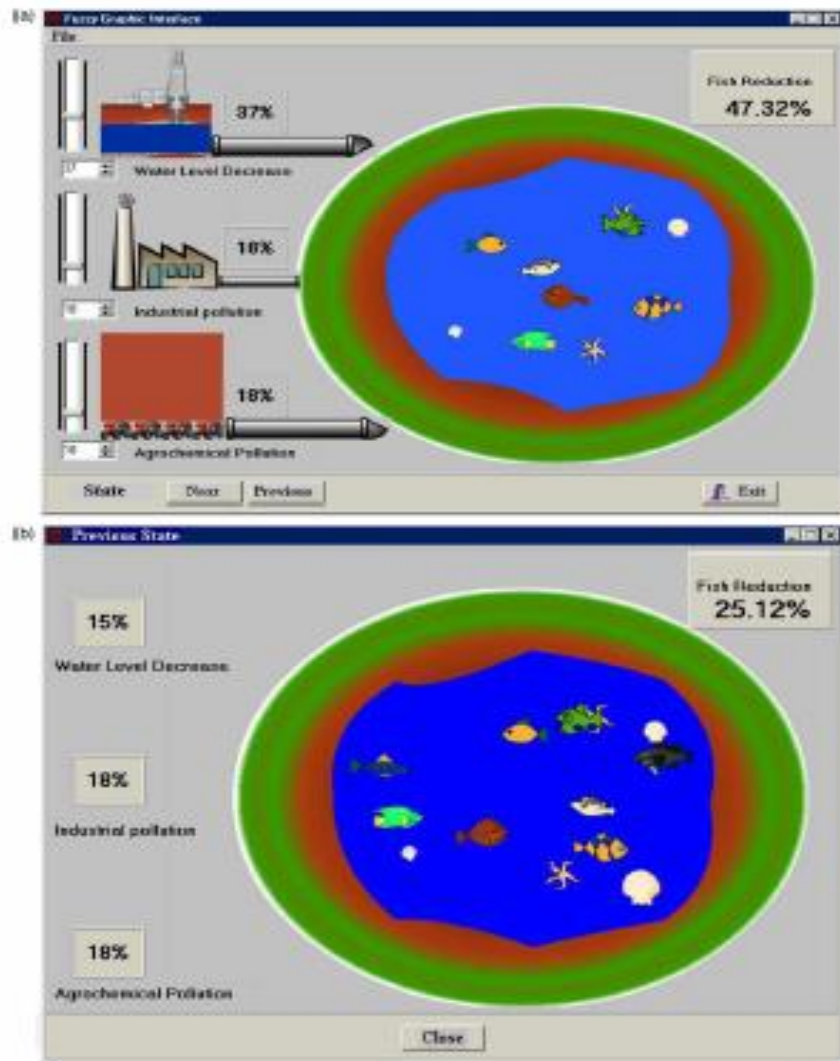 (a)
Fuzzy Graphic Interface
File
Fish Reduction
47.32%
37%
Water Level Decrease
18%
Industrial pollution
18%
Agrochemical Pollution
State
Next
Previous
Exit
(b)
Previous State
Fish Reduction
25.12%
15%
Water Level Decrease
18%
Industrial pollution
18%
Agrochemical Pollution
Close